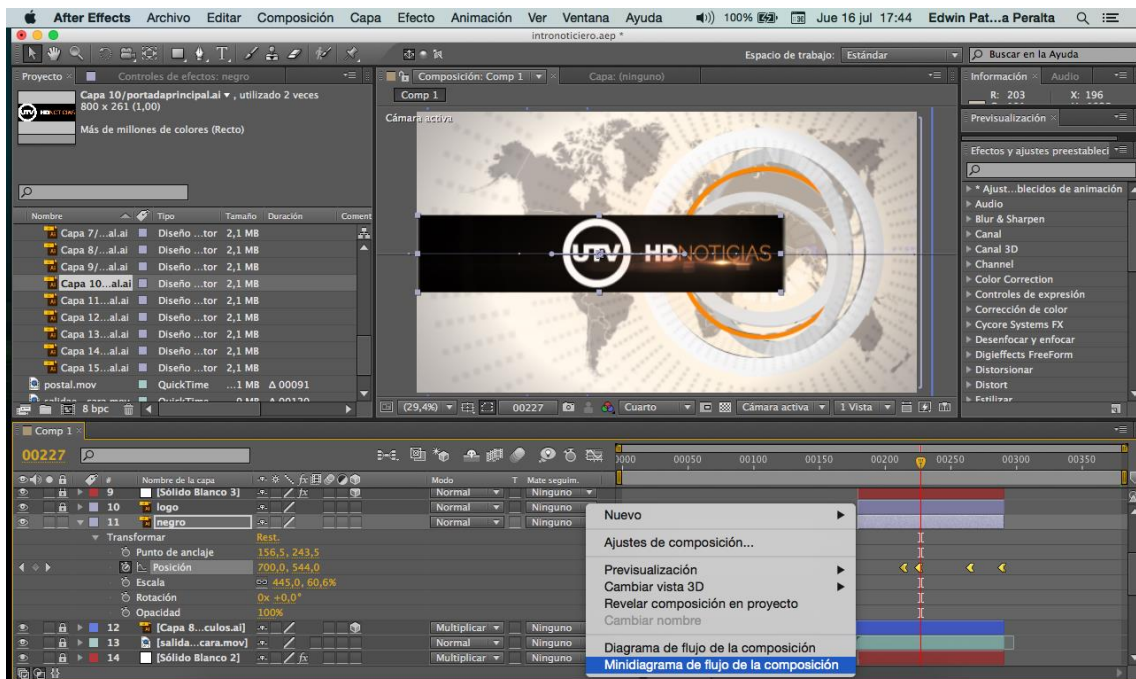 After Effects Archivo Editar Composición Capa Efecto Animación Ver Ventana Ayuda 100% Jue 16 jul 17:44 Edwin Pat...a Peralta
intronoticiero.aep *
Espacio de trabajo: Estándar Buscar en la Ayuda
Proyecto Controles de efectos: negro
Composición: Comp 1 Capa: (ninguno)
Información Audio
Capa 10/portadaprincipal.ai, utilizado 2 veces
800 x 261 (1,00)
Más de millones de colores (Recto)
Comp 1
Cámara activa
R: 203 X: 196
Previsualización
Efectos y ajustes preestableci
UTV HDNOTICIAS
Nombre Tipo Tamaño Duración Coment
Capa 7/...al.ai Diseño ...tor 2,1 MB
Capa 8/...al.ai Diseño ...tor 2,1 MB
Capa 9/...al.ai Diseño ...tor 2,1 MB
Capa 10...al.ai Diseño ...tor 2,1 MB
Capa 11...al.ai Diseño ...tor 2,1 MB
Capa 12...al.ai Diseño ...tor 2,1 MB
Capa 13...al.ai Diseño ...tor 2,1 MB
Capa 14...al.ai Diseño ...tor 2,1 MB
Capa 15...al.ai Diseño ...tor 2,1 MB
postal.mov QuickTime ...1 MB Δ 00091
8 bpc
* Ajust...blecidos de animación
Audio
Blur & Sharpen
Canal
Canal 3D
Channel
Color Correction
Controles de expresión
Corrección de color
Cycore Systems FX
Desenfocar y enfocar
Digieffects FreeForm
Distorsionar
Distort
Estilizar
(29,4%) 00227 Cuarto Cámara activa 1 Vista
Comp 1
00227
0000 00050 00100 00150 00200 00250 00300 00350
# Nombre de la capa Modo T Mate seguim.
9 [Sólido Blanco 3] Normal Ninguno
10 logo Normal Ninguno
11 negro Normal Ninguno
Transformar Rest.
Punto de anclaje 156,5, 243,5
Posición 700,0, 544,0
Escala 445,0, 60,6%
Rotación 0x +0,0°
Opacidad 100%
12 [Capa 8...culos.ai] Multiplicar Ninguno
13 [salida...cara.mov] Normal Ninguno
14 [Sólido Blanco 2] Multiplicar Ninguno
Nuevo
Ajustes de composición...
Previsualización
Cambiar vista 3D
Revelar composición en proyecto
Cambiar nombre
Diagrama de flujo de la composición
Minidiagrama de flujo de la composición